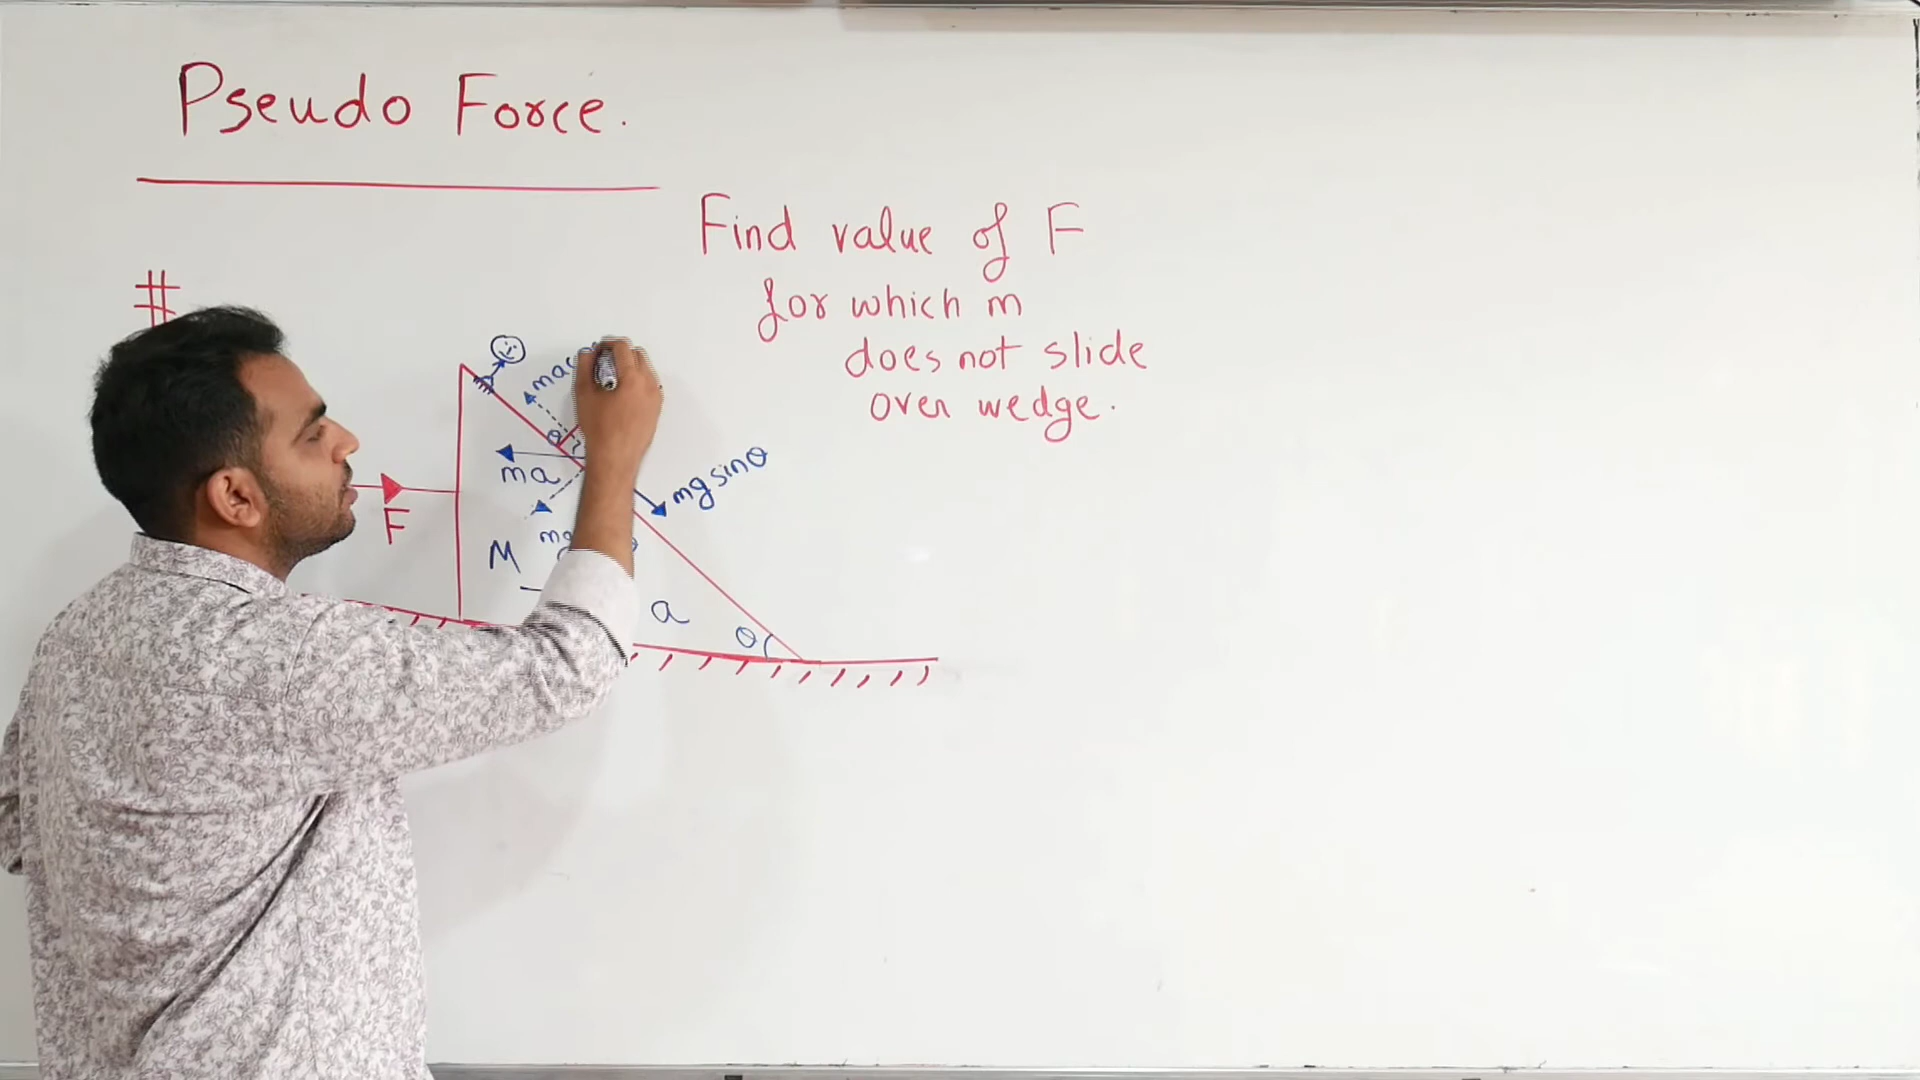 Pseudo Force.
#
Find value of F
for which m
does not slide
over wedge.
ma
mg sinθ
F
M
a
θ
θ